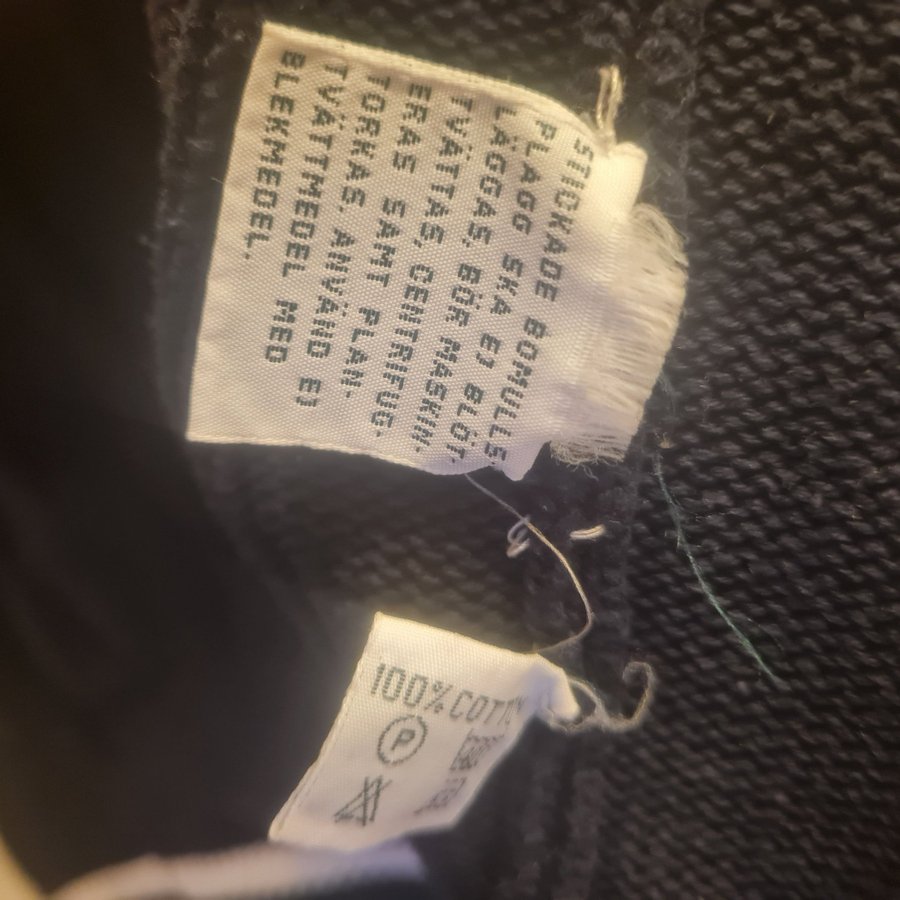 STICKADE BOMULLS-
PLAGG SKA EJ BLÖT-
LÄGGAS, BÖR MASKIN-
TVÄTTAS, CENTRIFUG-
ERAS SAMT PLAN-
TORKAS. ANVÄND EJ
TVÄTTMEDEL MED
BLEKMEDEL.
100% COTTON
P